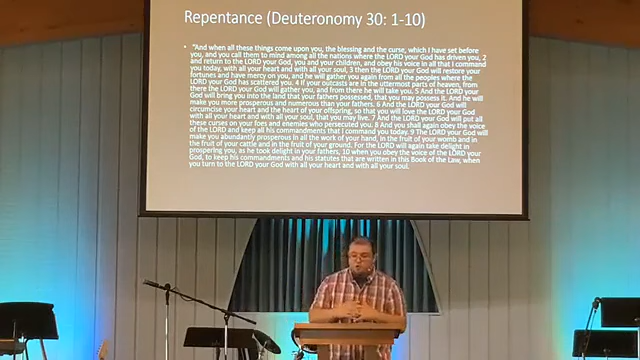 Repentance (Deuteronomy 30: 1-10)
• "And when all these things come upon you, the blessing and the curse, which I have set before
you, and you call them to mind among all the nations where the LORD your God has driven you, 2
and return to the LORD your God, you and your children, and obey his voice in all that I command
you today, with all your heart and with all your soul, 3 then the LORD your God will restore your
fortunes and have mercy on you, and he will gather you again from all the peoples where the
LORD your God has scattered you. 4 If your outcasts are in the uttermost parts of heaven, from
there the LORD your God will gather you, and from there he will take you. 5 And the LORD your
God will bring you into the land that your fathers possessed, that you may possess it. And he will
make you more prosperous and numerous than your fathers. 6 And the LORD your God will
circumcise your heart and the heart of your offspring, so that you will love the LORD your God
with all your heart and with all your soul, that you may live. 7 And the LORD your God will put all
these curses on your foes and enemies who persecuted you. 8 And you shall again obey the voice
of the LORD and keep all his commandments that I command you today. 9 The LORD your God will
make you abundantly prosperous in all the work of your hand, in the fruit of your womb and in
the fruit of your cattle and in the fruit of your ground. For the LORD will again take delight in
prospering you, as he took delight in your fathers, 10 when you obey the voice of the LORD your
God, to keep his commandments and his statutes that are written in this Book of the Law, when
you turn to the LORD your God with all your heart and with all your soul.